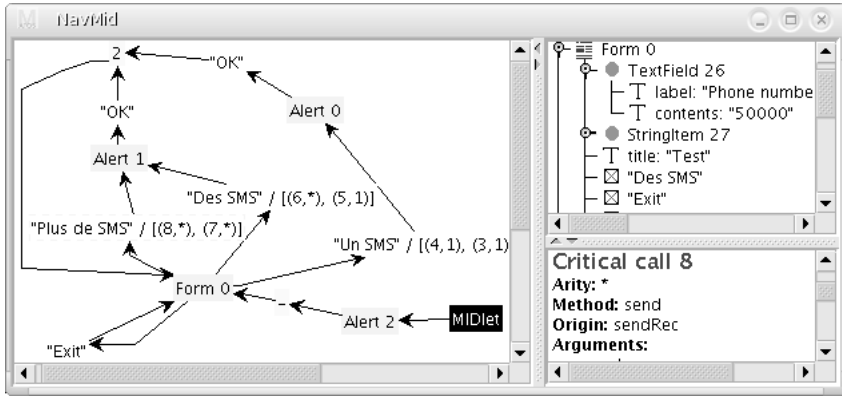 NavMid
2
"OK"
"OK"
Alert 0
Alert 1
"Des SMS" / [(6,*), (5,1)]
"Plus de SMS" / [(8,*), (7,*)]
"Un SMS" / [(4,1), (3,1)
Form 0
-
Alert 2
MIDlet
"Exit"
Form 0
TextField 26
T label: "Phone numbe
T contents: "50000"
StringItem 27
T title: "Test"
"Des SMS"
"Exit"
Critical call 8
Arity: *
Method: send
Origin: sendRec
Arguments: